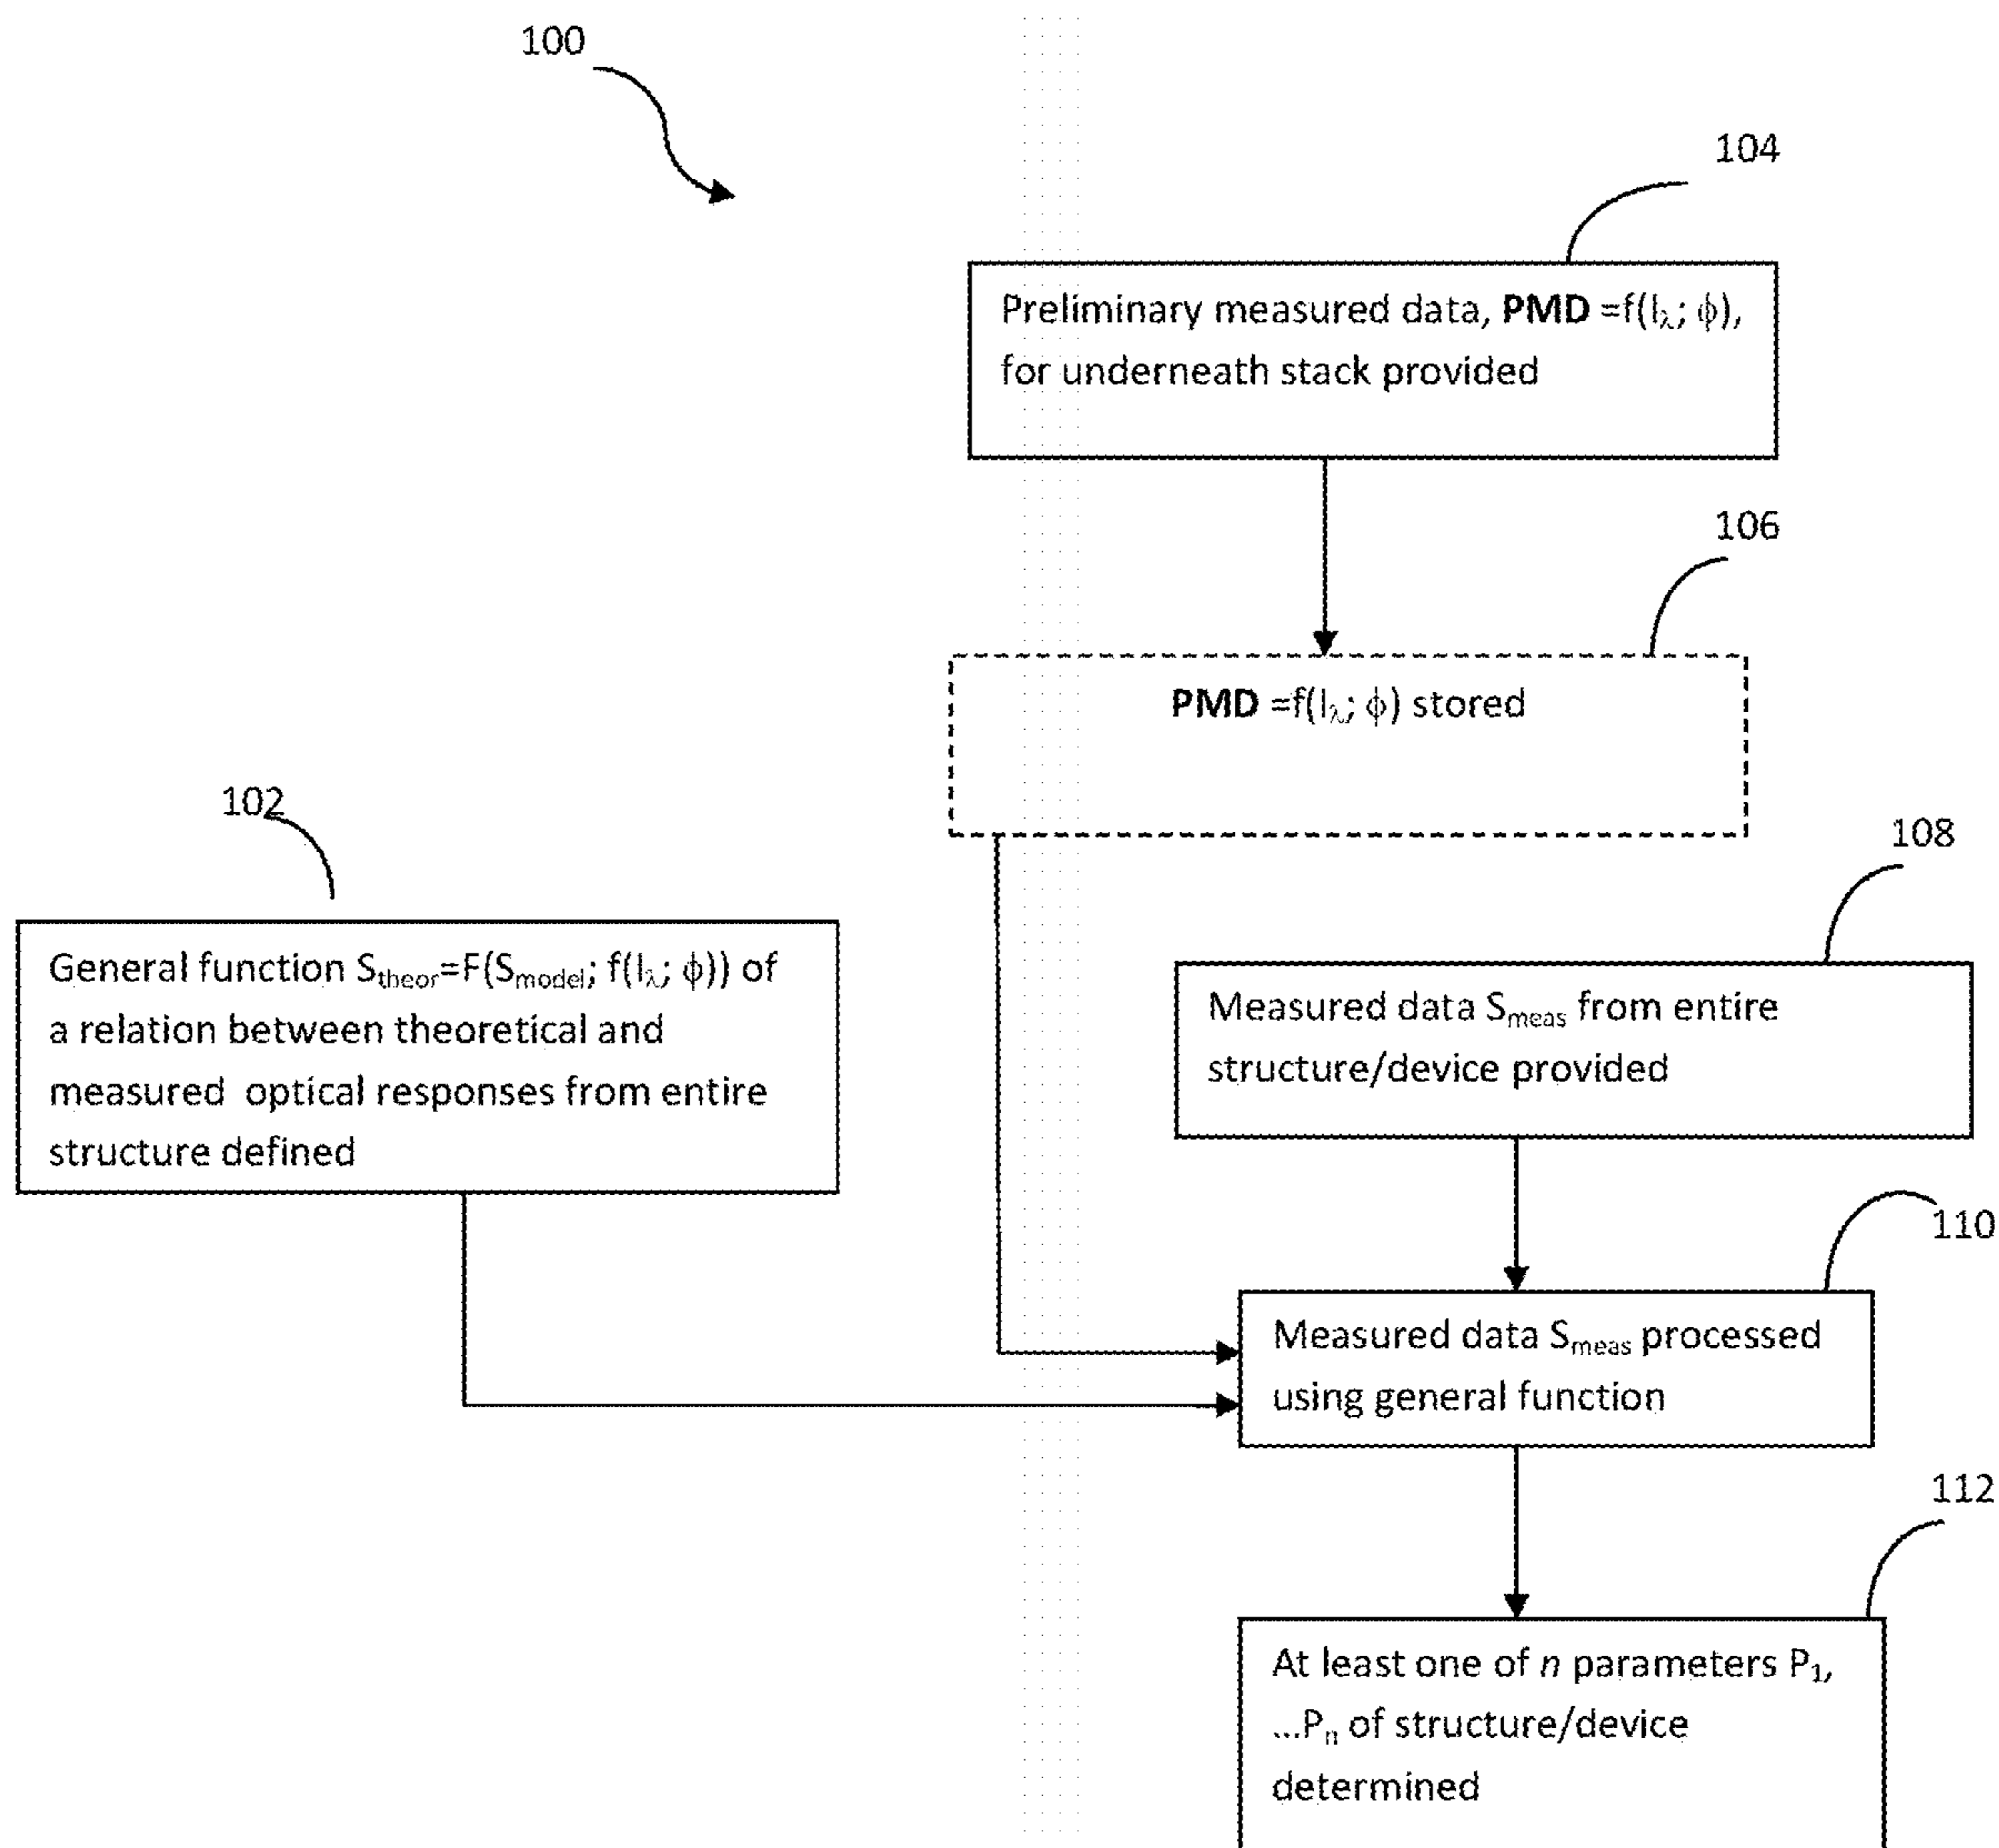 100
104
Preliminary measured data, PMD =f(Iλ; ϕ),
for underneath stack provided
106
PMD =f(Iλ; ϕ) stored
102
108
General function Stheor=F(Smodel; f(Iλ; ϕ)) of
a relation between theoretical and
measured optical responses from entire
structure defined
Measured data Smeas from entire
structure/device provided
110
Measured data Smeas processed
using general function
112
At least one of n parameters P1,
...Pn of structure/device
determined